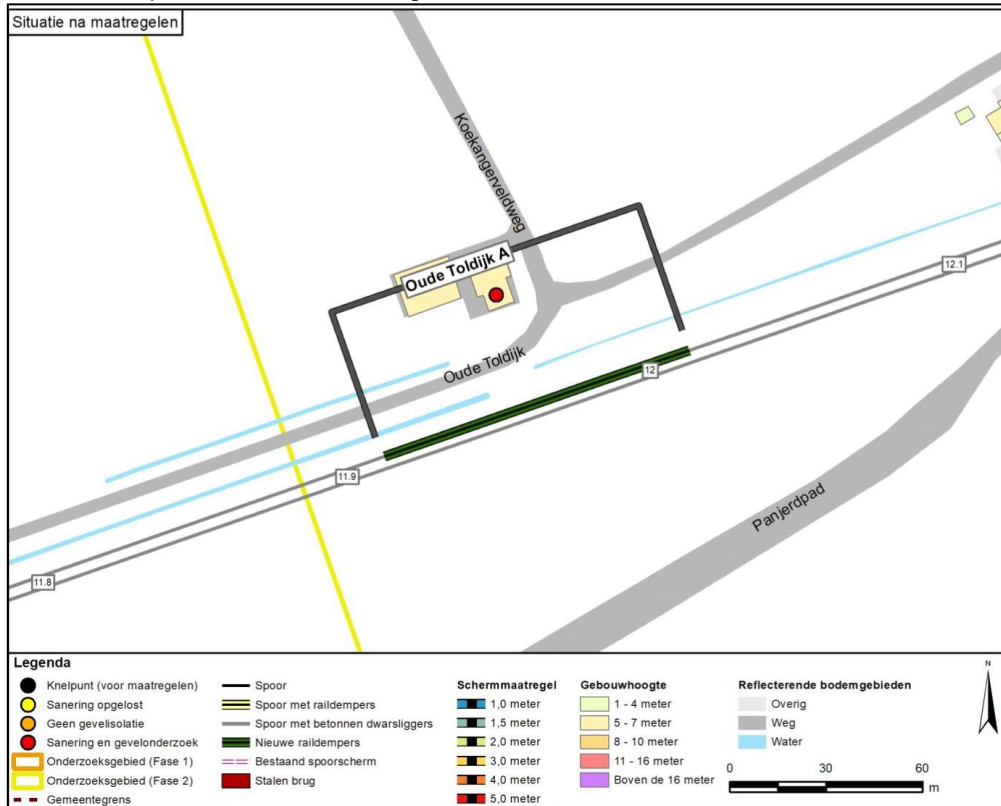 Situatie na maatregelen
Koekangerveldweg
Oude Toldijk A
12.1
Oude Toldijk
12
11.9
Panjerdpad
11.8
Legenda
Knelpunt (voor maatregelen)
Sanering opgelost
Geen gevelisolatie
Sanering en gevelonderzoek
Onderzoeksgebied (Fase 1)
Onderzoeksgebied (Fase 2)
Gemeentegrens
Spoor
Spoor met raildempers
Spoor met betonnen dwarsliggers
Nieuwe raildempers
Bestaand spoorscherm
Stalen brug
Schermmaatregel
1,0 meter
1,5 meter
2,0 meter
3,0 meter
4,0 meter
5,0 meter
Gebouwhoogte
1 - 4 meter
5 - 7 meter
8 - 10 meter
11 - 16 meter
Boven de 16 meter
Reflecterende bodemgebieden
Overig
Weg
Water
N
0 30 60
m